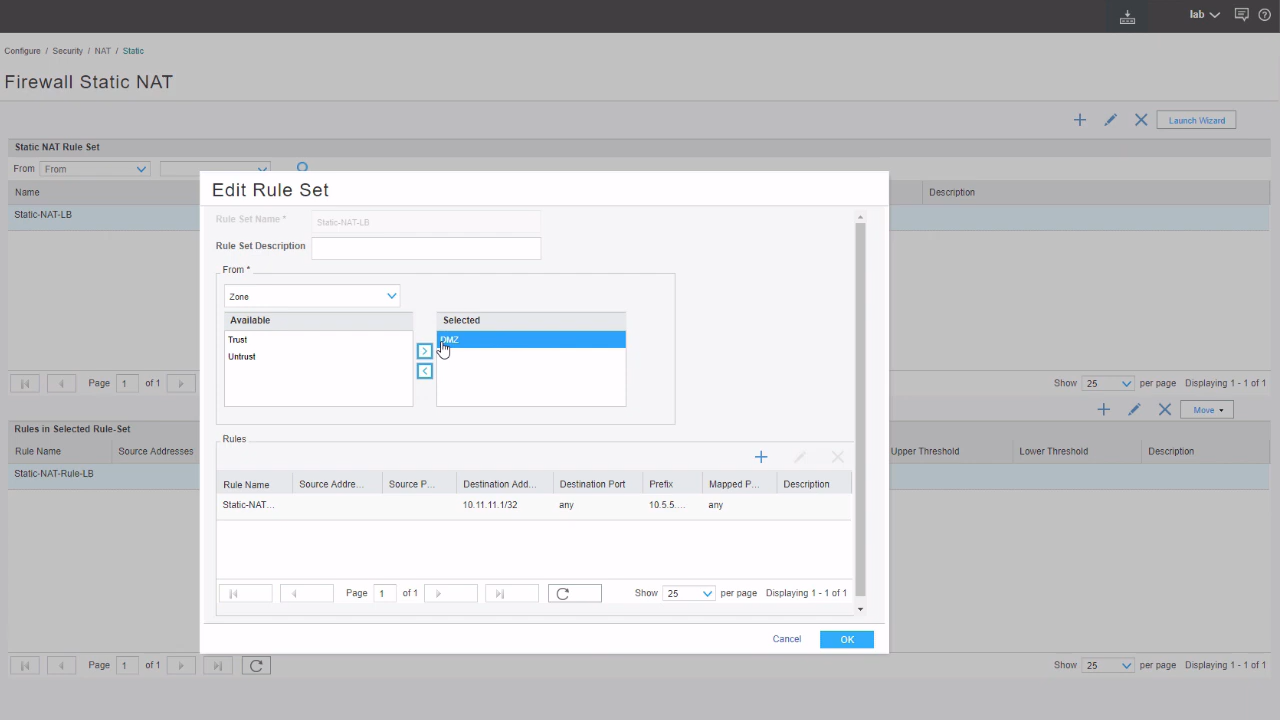 lab
Configure / Security / NAT / Static
Firewall Static NAT
Launch Wizard
Static NAT Rule Set
From From
Name Description
Static-NAT-LB
Edit Rule Set
Rule Set Name * Static-NAT-LB
Rule Set Description
From *
Zone
Available Selected
Trust DMZ
Untrust
Page 1 of 1 Show 25 per page Displaying 1 - 1 of 1
Move
Rules in Selected Rule-Set
Rule Name Source Addresses Upper Threshold Lower Threshold Description
Static-NAT-Rule-LB
Rules
Rule Name Source Addre... Source P... Destination Add... Destination Port Prefix Mapped P... Description
Static-NAT... 10.11.11.1/32 any 10.5.5.... any
Page 1 of 1 Show 25 per page Displaying 1 - 1 of 1
Cancel OK
Page 1 of 1 Show 25 per page Displaying 1 - 1 of 1